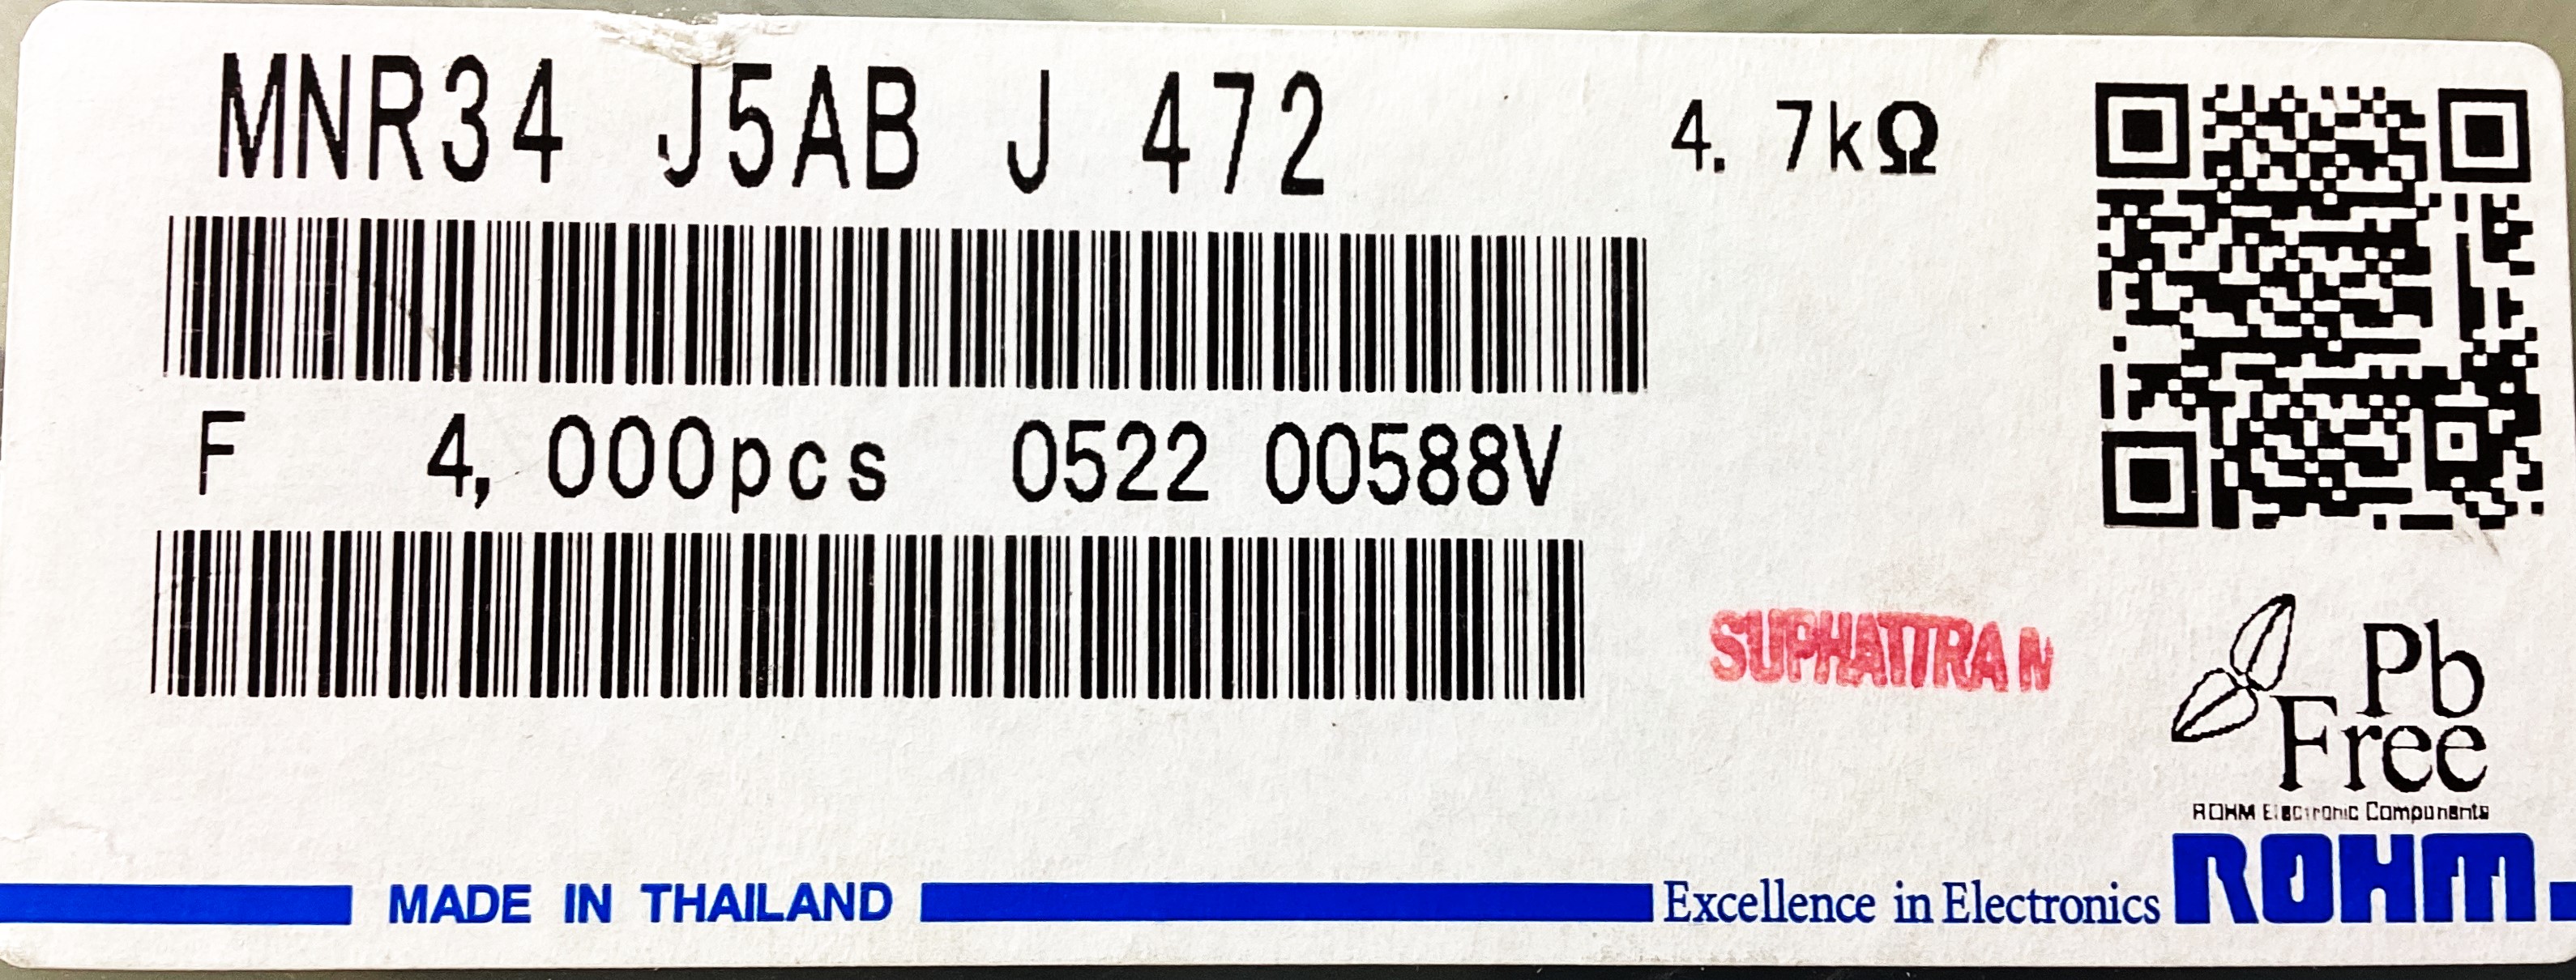 MNR34 J5AB J 472 4.7kΩ
F 4,000pcs 0522 00588V
SUPHATTRA N
Pb
Free
ROHM Electronic Components
MADE IN THAILAND Excellence in Electronics ROHM